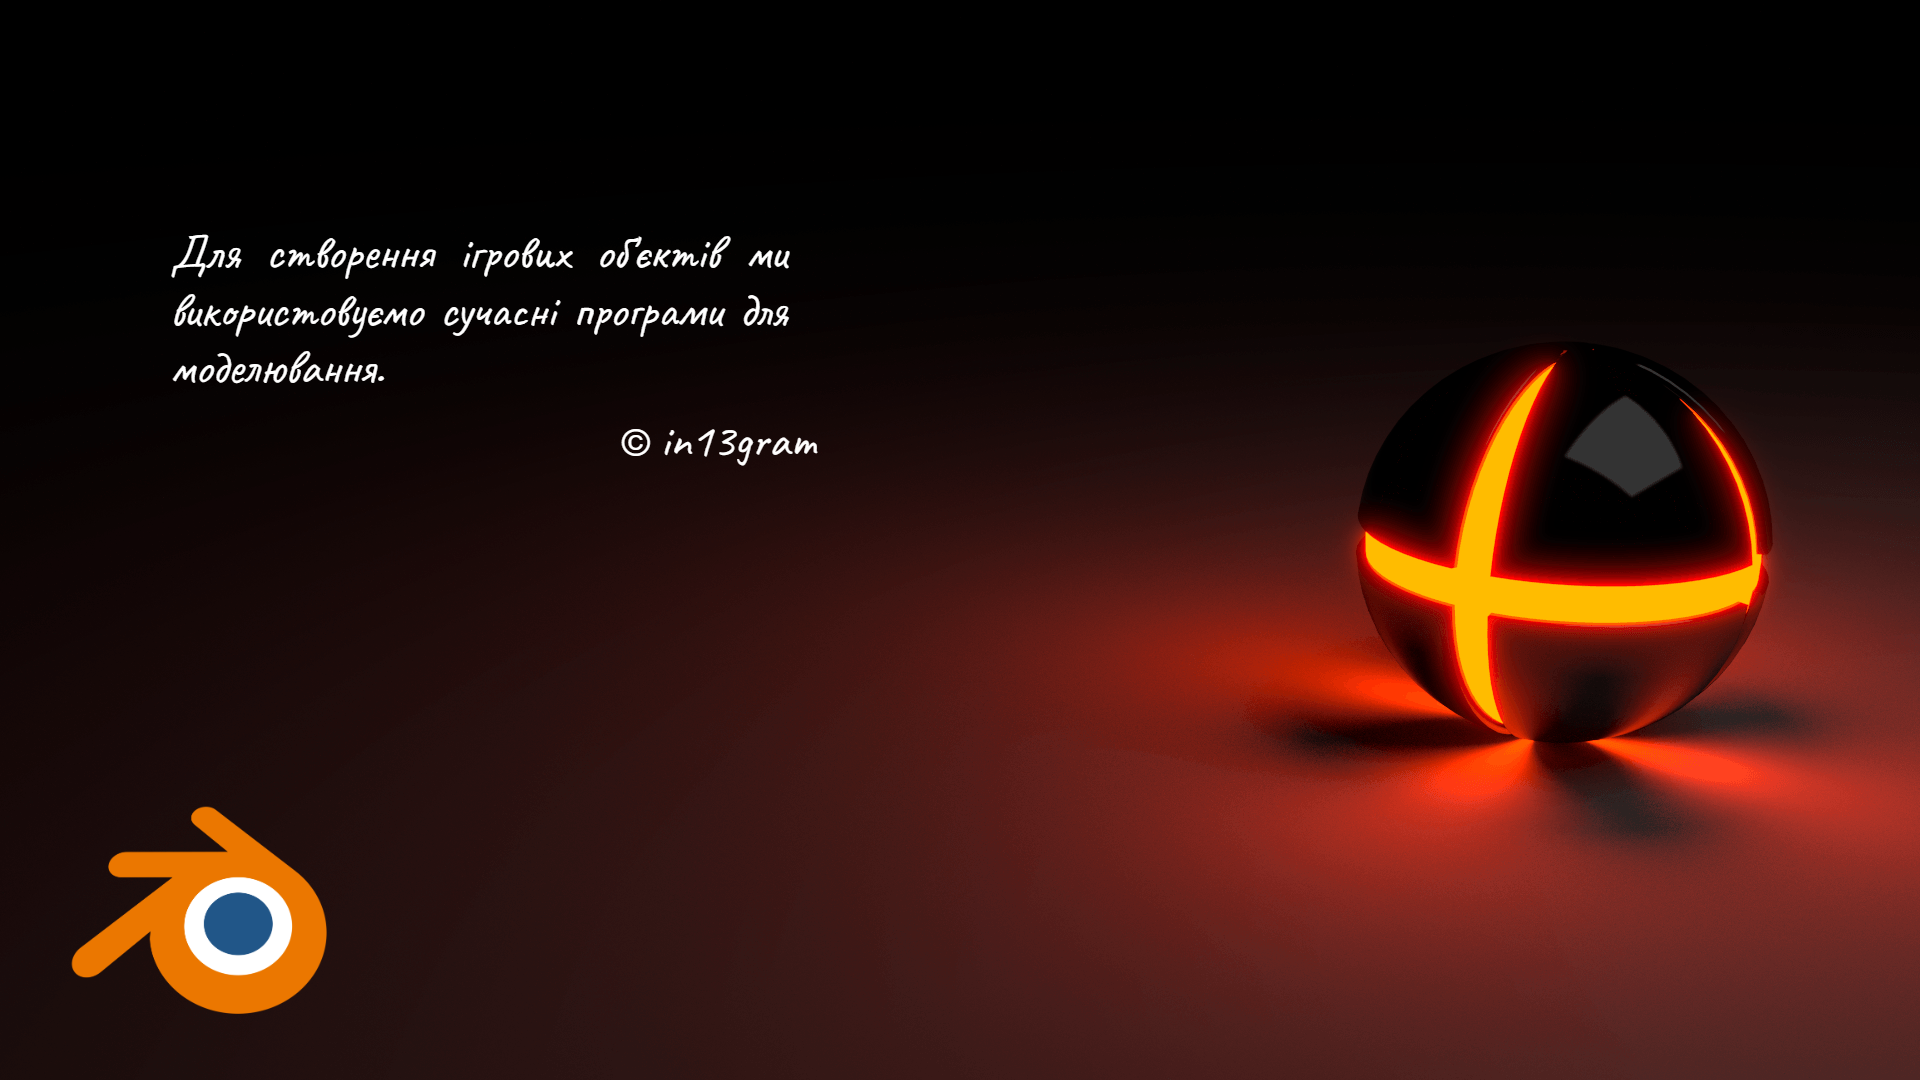 Для створення ігрових об'єктів ми
використовуємо сучасні програми для
моделювання.
© in13gram